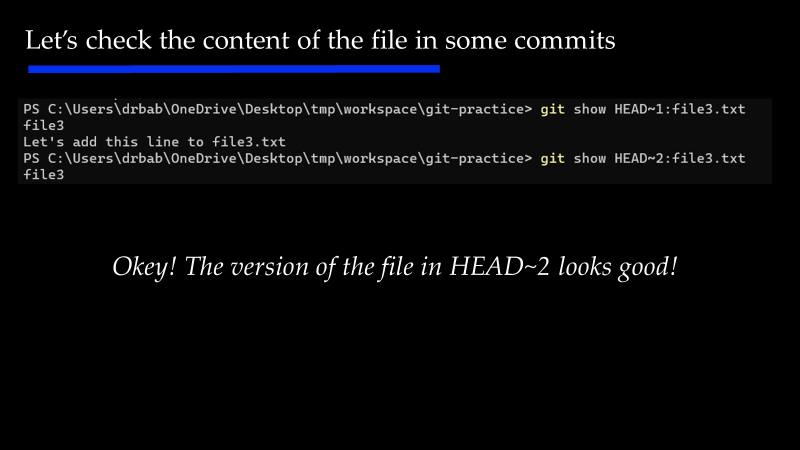 Let's check the content of the file in some commits
PS C:\Users\drbab\OneDrive\Desktop\tmp\workspace\git-practice> git show HEAD~1:file3.txt
file3
Let's add this line to file3.txt
PS C:\Users\drbab\OneDrive\Desktop\tmp\workspace\git-practice> git show HEAD~2:file3.txt
file3
Okey! The version of the file in HEAD~2 looks good!